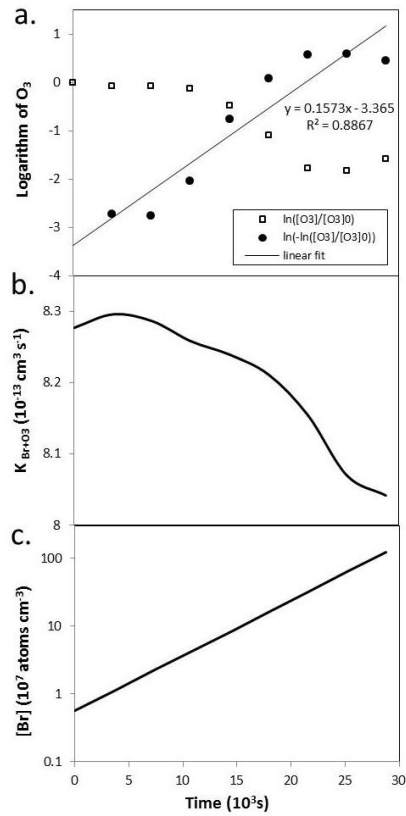 a.
Logarithm of O3
1
0
-1
-2
-3
-4
y = 0.1573x - 3.365
R² = 0.8867
ln([O3]/[O3]0)
ln(-ln([O3]/[O3]0))
linear fit
b.
K Br+O3 (10⁻¹³ cm³ s⁻¹)
8.3
8.2
8.1
8
c.
[Br] (10⁷ atoms cm⁻³)
100
10
1
0.1
0 5 10 15 20 25 30
Time (10³s)